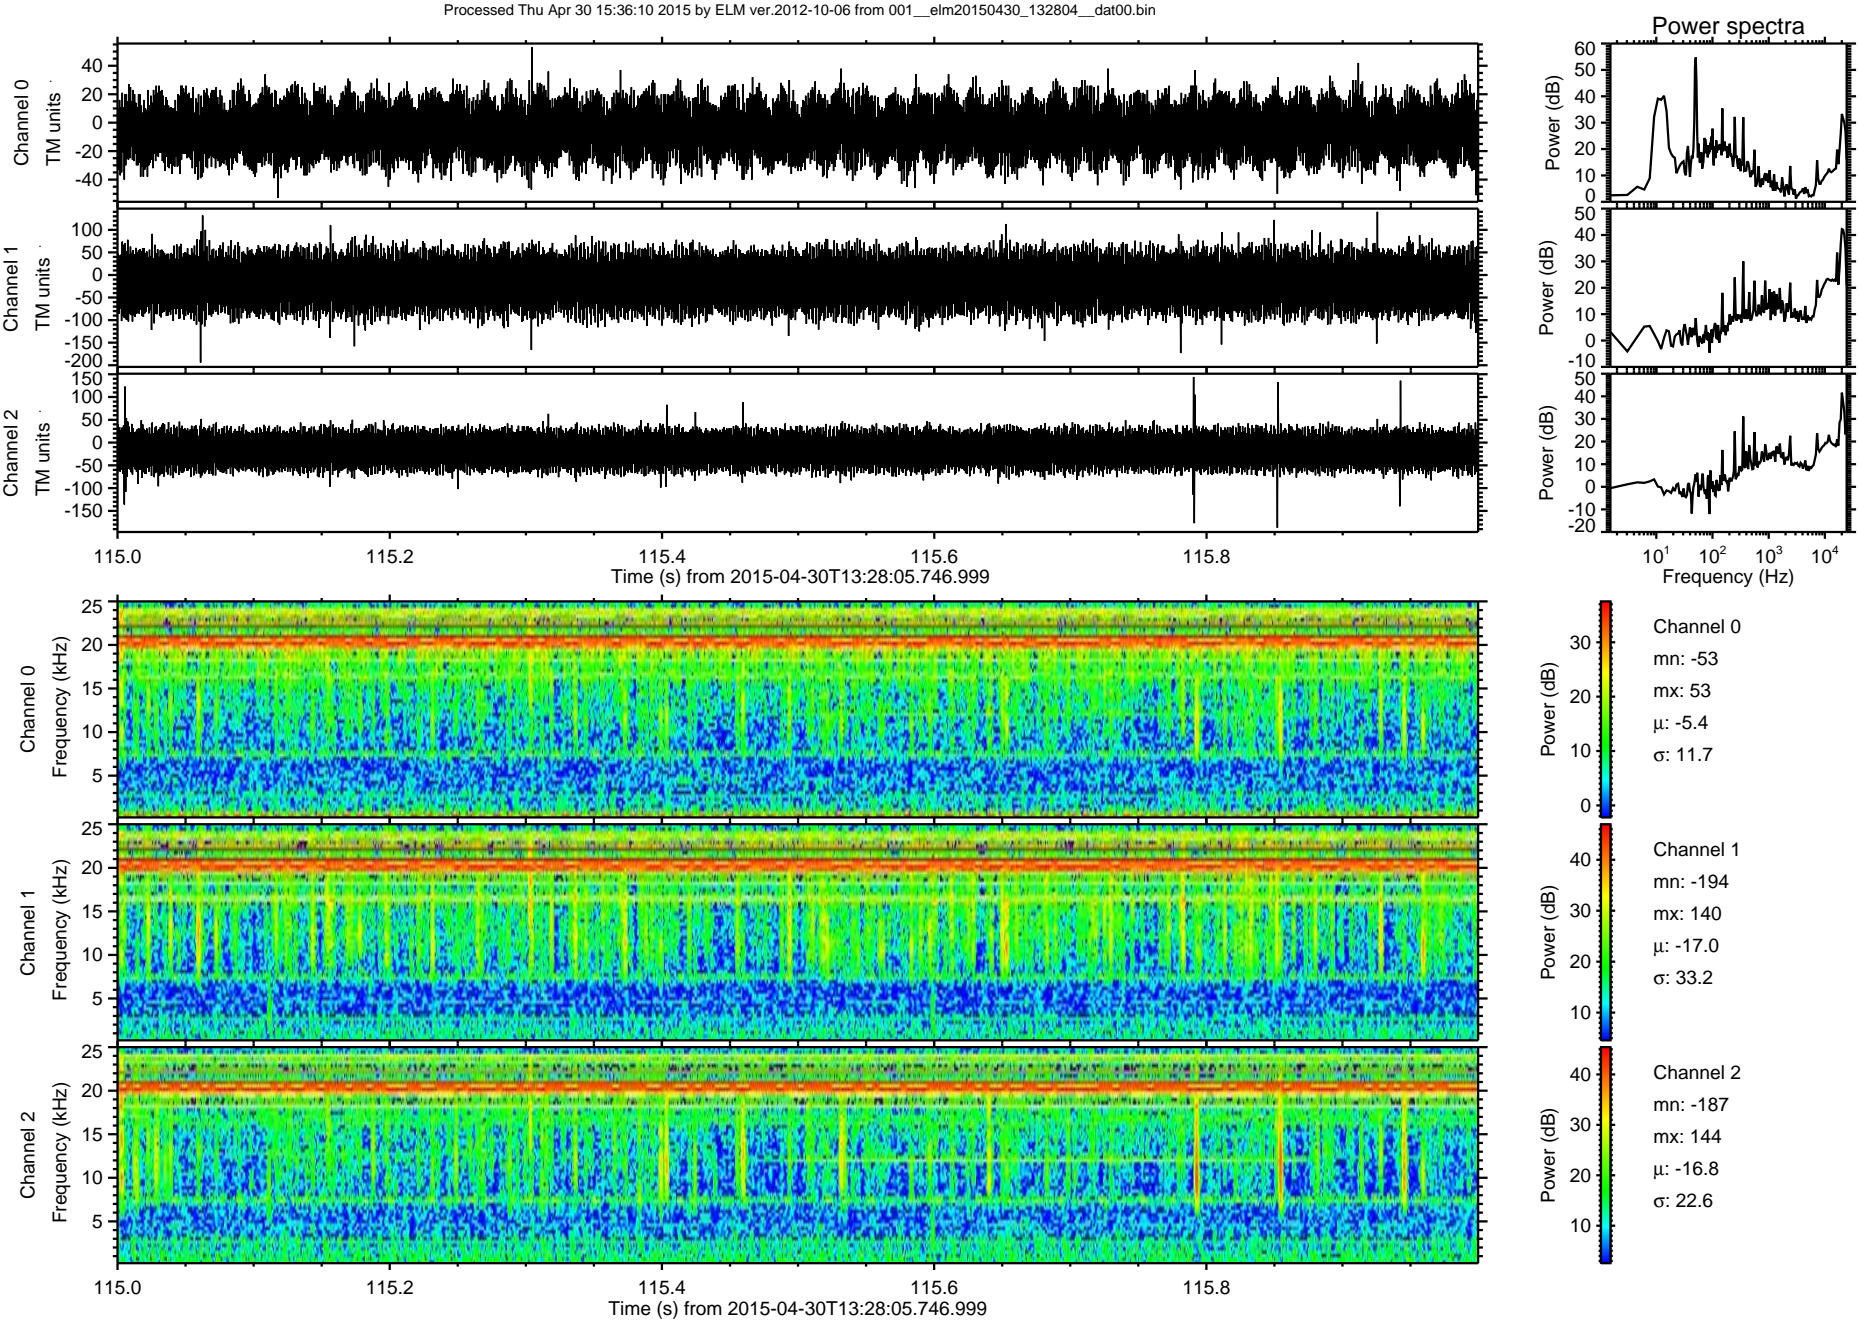 Processed Thu Apr 30 15:36:10 2015 by ELM ver.2012-10-06 from 001__elm20150430_132804__dat00.bin
Power spectra
Channel 0
TM units
40
20
0
-20
-40
Power (dB)
60
50
40
30
20
10
0
Channel 1
TM units
100
50
0
-50
-100
-150
-200
Power (dB)
50
40
30
20
10
0
-10
Channel 2
TM units
150
100
50
0
-50
-100
-150
Power (dB)
50
40
30
20
10
0
-10
-20
115.0 115.2 115.4 115.6 115.8
Time (s) from 2015-04-30T13:28:05.746.999
10^1 10^2 10^3 10^4
Frequency (Hz)
Channel 0
Frequency (kHz)
25
20
15
10
5
Power (dB)
30
20
10
0
Channel 0
mn: -53
mx: 53
μ: -5.4
σ: 11.7
Channel 1
Frequency (kHz)
25
20
15
10
5
Power (dB)
40
30
20
10
Channel 1
mn: -194
mx: 140
μ: -17.0
σ: 33.2
Channel 2
Frequency (kHz)
25
20
15
10
5
Power (dB)
40
30
20
10
Channel 2
mn: -187
mx: 144
μ: -16.8
σ: 22.6
115.0 115.2 115.4 115.6 115.8
Time (s) from 2015-04-30T13:28:05.746.999